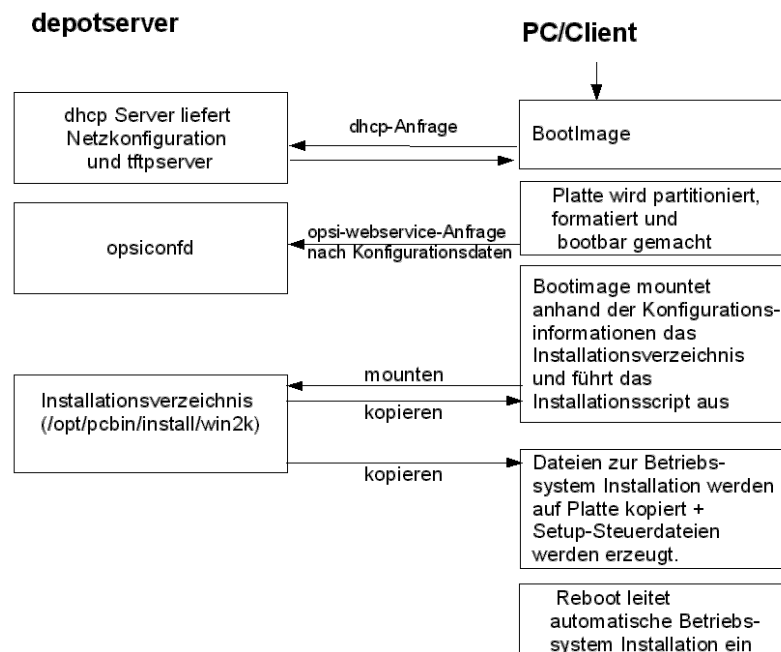 depotserver
PC/Client
dhcp Server liefert
Netzkonfiguration
und tftpserver
dhcp-Anfrage
BootImage
opsiconfd
opsi-webservice-Anfrage
nach Konfigurationsdaten
Platte wird partitioniert,
formatiert und
bootbar gemacht
Bootimage mountet
anhand der Konfigurations-
informationen das
Installationsverzeichnis
und führt das
Installationsscript aus
Installationsverzeichnis
(/opt/pcbin/install/win2k)
mounten
kopieren
kopieren
Dateien zur Betriebs-
system Installation werden
auf Platte kopiert +
Setup-Steuerdateien
werden erzeugt.
Reboot leitet
automatische Betriebs-
system Installation ein